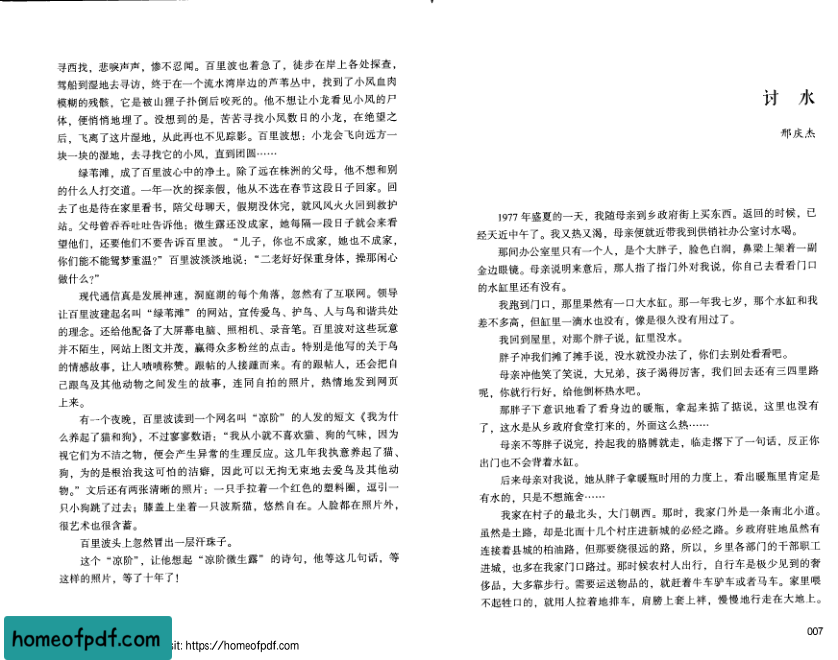 寻西找，悲唳声声，惨不忍闻。百里波也着急了，徒步在岸上各处探查，
驾船到湿地去寻访，终于在一个流水湾岸边的芦苇丛中，找到了小凤血肉
模糊的残骸，它是被山狸子扑倒后咬死的。他不想让小龙看见小凤的尸
体，便悄悄地埋了。没想到的是，苦苦寻找小凤数日的小龙，在绝望之
后，飞离了这片湿地，从此再也不见踪影。百里波想：小龙会飞向远方一
块一块的湿地，去寻找它的小凤，直到团圆……
绿苇滩，成了百里波心中的净土。除了远在株洲的父母，他不想和别
的什么人打交道。一年一次的探亲假，他从不选在春节这段日子回家。回
去了也是待在家里看书，陪父母聊天，假期没休完，就风风火火回到救护
站。父母曾吞吞吐吐告诉他：微生露还没成家，她每隔一段日子就会来看
望他们，还要他们不要告诉百里波。“儿子，你也不成家，她也不成家，
你们能不能鸳梦重温？”百里波淡淡地说：“二老好好保重身体，操那闲心
做什么？”
现代通信真是发展神速，洞庭湖的每个角落，忽然有了互联网。领导
让百里波建起名叫“绿苇滩”的网站，宣传爱鸟、护鸟、人与鸟和谐共处
的理念。还给他配备了大屏幕电脑、照相机、录音笔。百里波对这些玩意
并不陌生，网站上图文并茂，赢得众多粉丝的点击。特别是他写的关于鸟
的情感故事，让人啧啧称赞。跟帖的人接踵而来。有的跟帖人，还会把自
己跟鸟及其他动物之间发生的故事，连同自拍的照片，热情地发到网页
上来。
有一个夜晚，百里波读到一个网名叫“凉阶”的人发的短文《我为什
么养起了猫和狗》，不过寥寥数语：“我从小就不喜欢猫、狗的气味，因为
视它们为不洁之物，便会产生异常的生理反应。这几年我执意养起了猫、
狗，为的是根治我这可怕的洁癖，因此可以无拘无束地去爱鸟及其他动
物。”文后还有两张清晰的照片：一只手拉着一个红色的塑料圈，逗引一
只小狗跳了过去；膝盖上坐着一只波斯猫，悠然自在。人脸都在照片外，
很艺术也很含蓄。
百里波头上忽然冒出一层汗珠子。
这个“凉阶”，让他想起“凉阶微生露”的诗句，他等这几句话，等
这样的照片，等了十年了！
讨 水
邢庆杰
1977 年盛夏的一天，我随母亲到乡政府街上买东西。返回的时候，已
经天近中午了。我又热又渴，母亲便就近带我到供销社办公室讨水喝。
那间办公室里只有一个人，是个大胖子，脸色白润，鼻梁上架着一副
金边眼镜。母亲说明来意后，那人指了指门外对我说，你自己去看看门口
的水缸里还有没有。
我跑到门口，那里果然有一口大水缸。那一年我七岁，那个水缸和我
差不多高，但缸里一滴水也没有，像是很久没有用过了。
我回到屋里，对那个胖子说，缸里没水。
胖子冲我们摊了摊手说，没水就没办法了，你们去别处看看吧。
母亲冲他笑了笑说，大兄弟，孩子渴得厉害，我们回去还有三四里路
呢，你就行行好，给他倒杯热水吧。
那胖子下意识地看了看身边的暖瓶，拿起来掂了掂说，这里也没有
了，这水是从乡政府食堂打来的，外面这么热……
母亲不等胖子说完，拎起我的胳膊就走，临走撂下了一句话，反正你
出门也不会背着水缸。
后来母亲对我说，她从胖子拿暖瓶时用的力度上，看出暖瓶里肯定是
有水的，只是不想施舍……
我家在村子的最北头，大门朝西。那时，我家门外是一条南北小道。
虽然是土路，却是北面十几个村庄进新城的必经之路。乡政府驻地虽然有
连接着县城的柏油路，但那要绕很远的路，所以，乡里各部门的干部职工
进城，也多在我家门口路过。那时候农村人出行，自行车是极少见到的奢
侈品，大多靠步行。需要运送物品的，就赶着牛车驴车或者马车。家里喂
不起牲口的，就用人拉着地排车，肩膀上套上袢，慢慢地行走在大地上。
007
homeofpdf.com
sit: https://homeofpdf.com